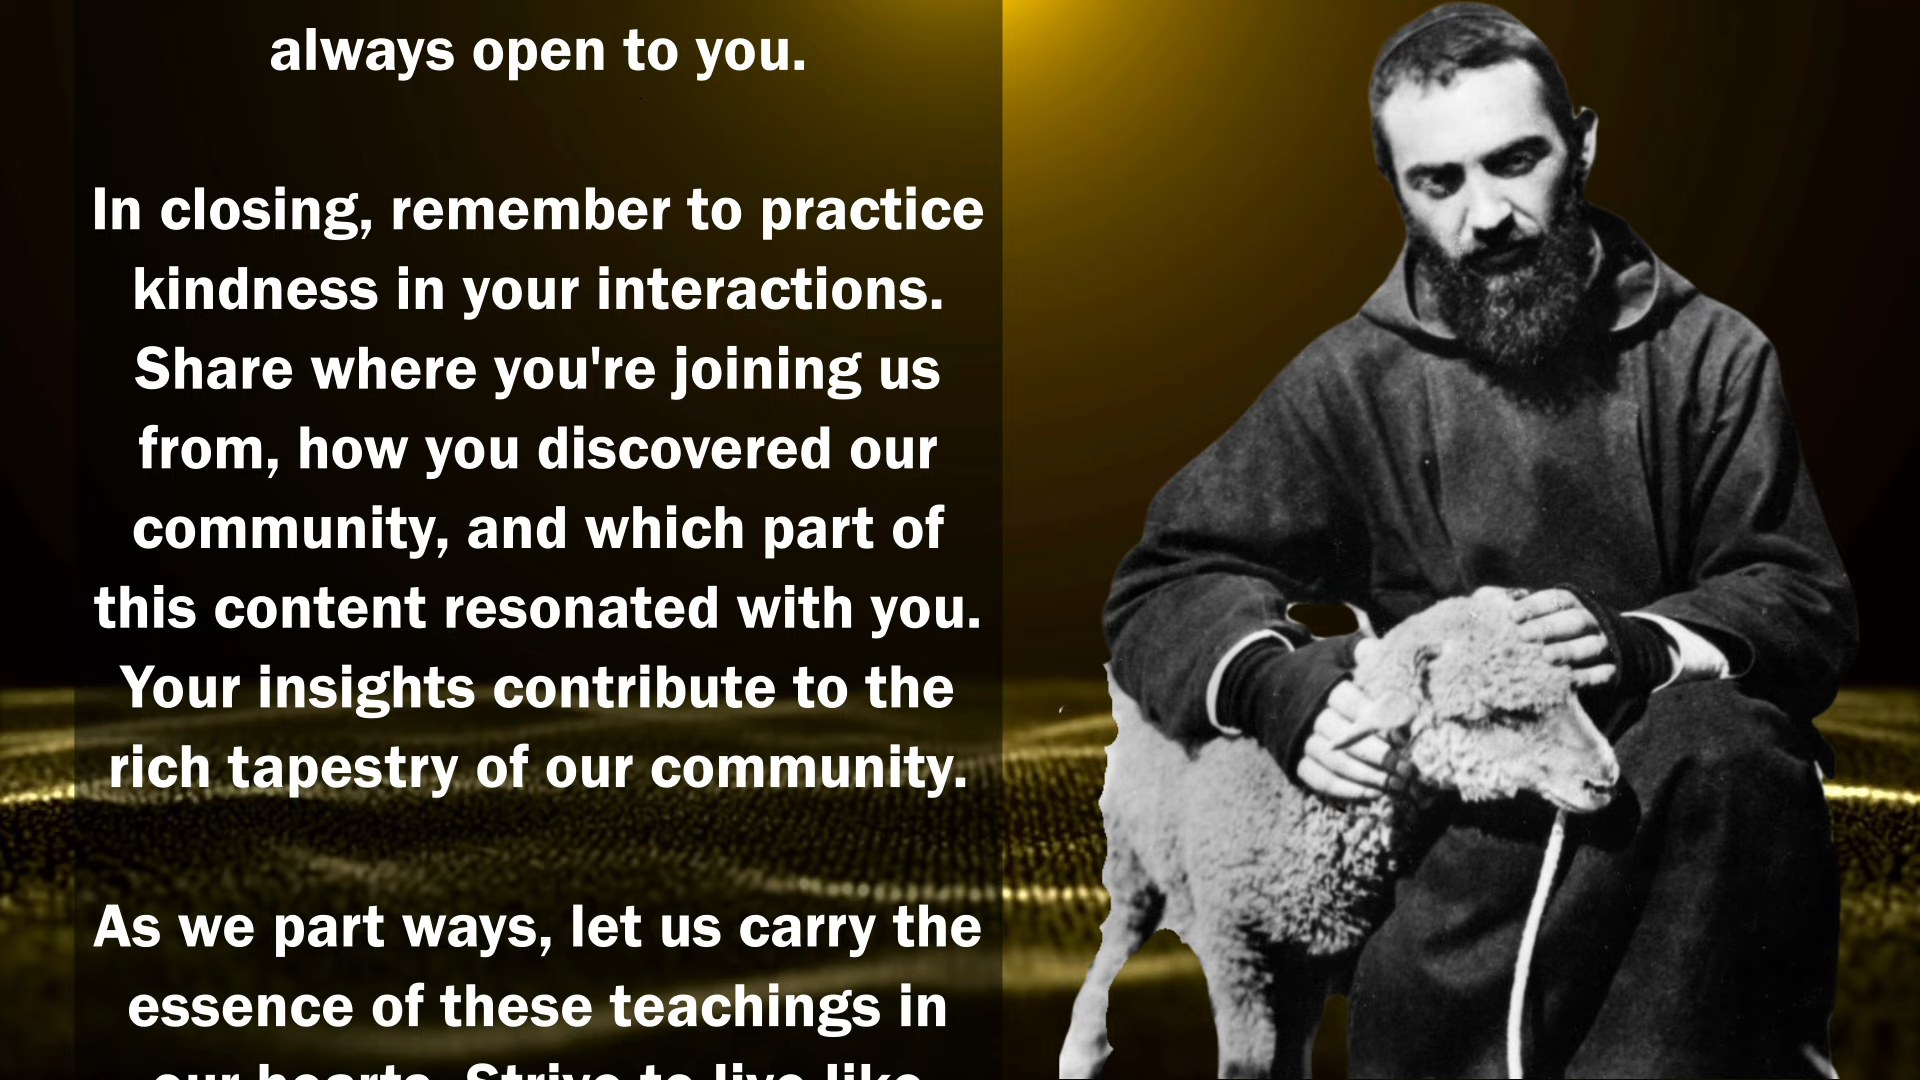 always open to you.
In closing, remember to practice
kindness in your interactions.
Share where you're joining us
from, how you discovered our
community, and which part of
this content resonated with you.
Your insights contribute to the
rich tapestry of our community.
As we part ways, let us carry the
essence of these teachings in
our hearts. Strive to live like